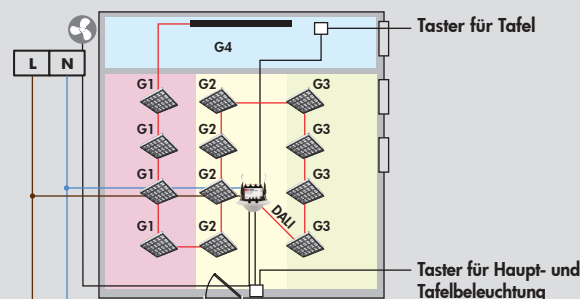 Taster für Tafel
G4
L N
G1 G2 G3
G1 G2 G3
G1 G2 G3
DALI
G1 G2 G3
Taster für Haupt- und
Tafelbeleuchtung